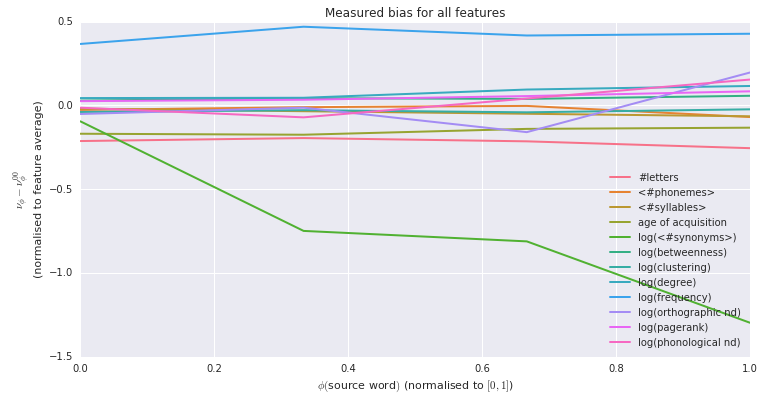 Measured bias for all features
0.5
0.0
−0.5
−1.0
−1.5
ν_ϕ − ν_ϕ^00
(normalised to feature average)
#letters
<#phonemes>
<#syllables>
age of acquisition
log(<#synonyms>)
log(betweenness)
log(clustering)
log(degree)
log(frequency)
log(orthographic nd)
log(pagerank)
log(phonological nd)
0.0 0.2 0.4 0.6 0.8 1.0
ϕ(source word) (normalised to [0, 1])